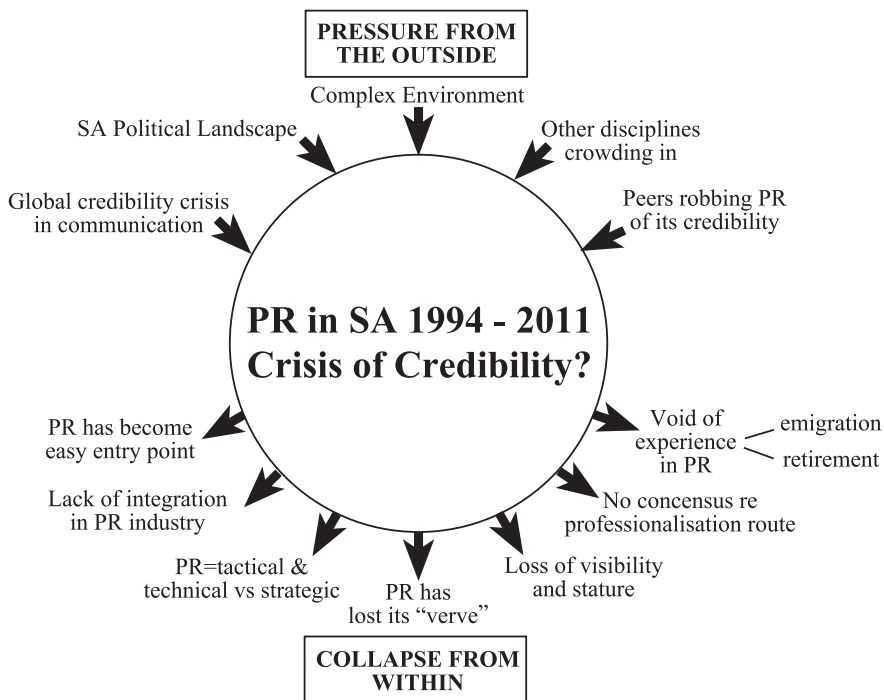 PRESSURE FROM
THE OUTSIDE
Complex Environment
SA Political Landscape
Other disciplines
crowding in
Global credibility crisis
in communication
Peers robbing PR
of its credibility
PR in SA 1994 - 2011
Crisis of Credibility?
PR has become
easy entry point
Void of
experience
in PR
emigration
retirement
Lack of integration
in PR industry
No concensus re
professionalisation route
PR=tactical &
technical vs strategic
Loss of visibility
and stature
PR has
lost its “verve”
COLLAPSE FROM
WITHIN